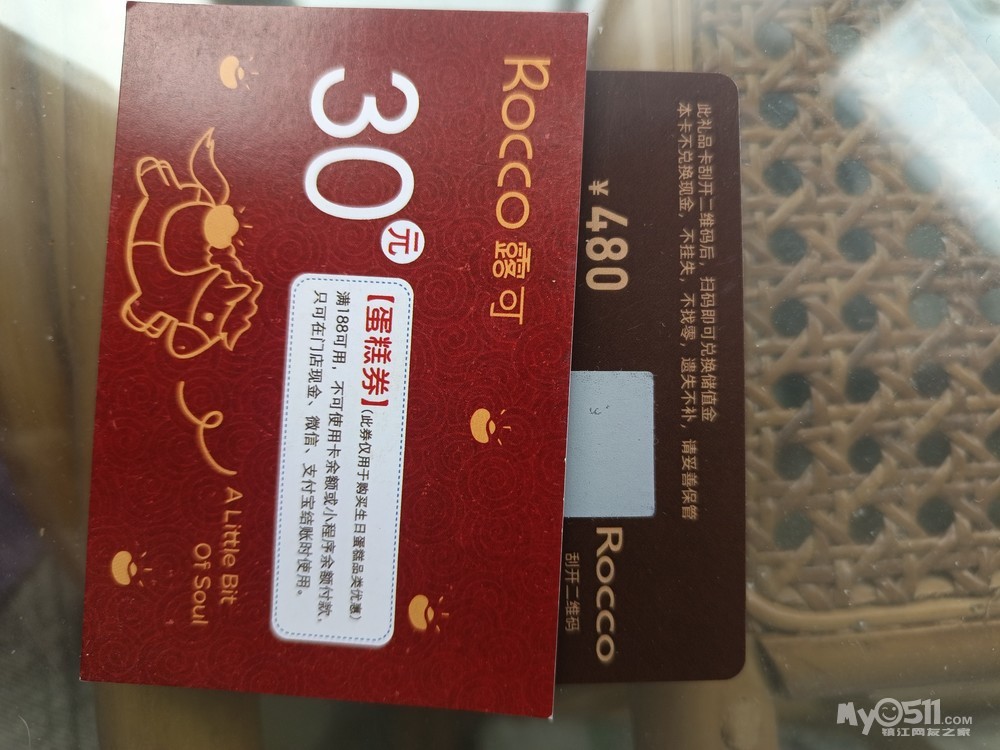 Rocco 露可
30元
【蛋糕券】(此券仅用于购买生日蛋糕品类优惠)
满188可用，不可使用卡余额或小程序余额付款，
只可在门店现金、微信、支付宝结账时使用。
A Little Bit
Of Soul
此礼品卡刮开二维码后，扫码即可兑换储值金
本卡不兑换现金，不挂失，不找零，遗失不补，请妥善保管
¥480
Rocco
刮开二维码
My0511.COM
镇江网友之家